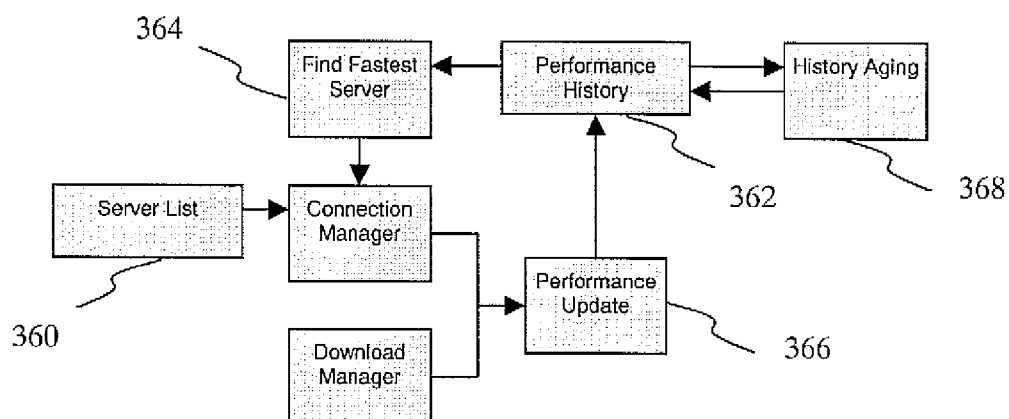 364
Find Fastest
Server
Performance
History
History Aging
362
368
Server List
Connection
Manager
360
Performance
Update
366
Download
Manager